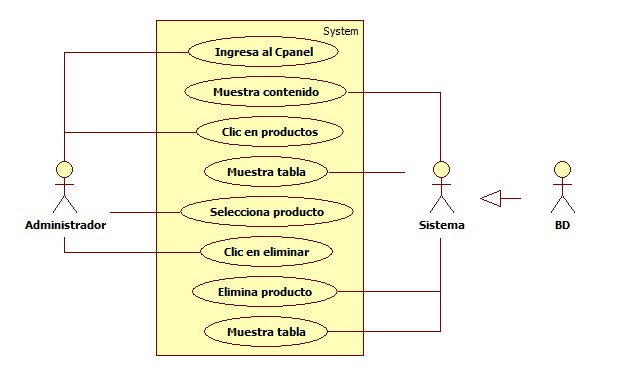 System
Ingresa al Cpanel
Muestra contenido
Clic en productos
Muestra tabla
Selecciona producto
Administrador
Sistema
BD
Clic en eliminar
Elimina producto
Muestra tabla